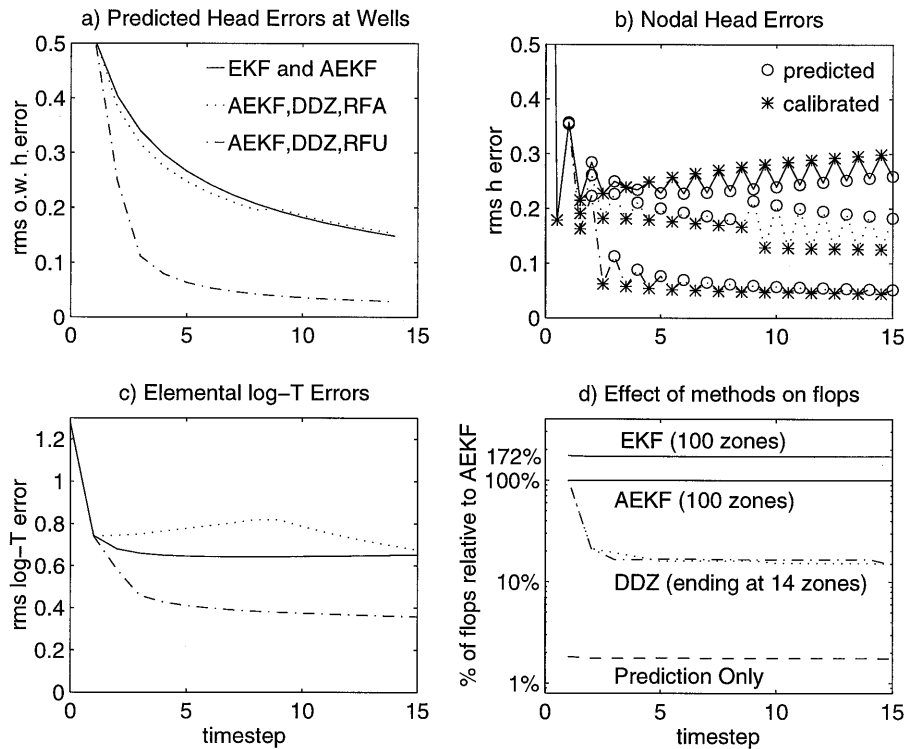 a) Predicted Head Errors at Wells
0.5
0.4
0.3
0.2
0.1
0
rms o.w. h error
EKF and AEKF
AEKF,DDZ,RFA
AEKF,DDZ,RFU
0
5
10
15
b) Nodal Head Errors
0.5
0.4
0.3
0.2
0.1
0
rms h error
predicted
calibrated
0
5
10
15
timestep
c) Elemental log–T Errors
1.2
1
0.8
0.6
0.4
0.2
0
rms log–T error
0
5
10
15
timestep
d) Effect of methods on flops
172%
100%
10%
1%
% of flops relative to AEKF
EKF (100 zones)
AEKF (100 zones)
DDZ (ending at 14 zones)
Prediction Only
0
5
10
15
timestep